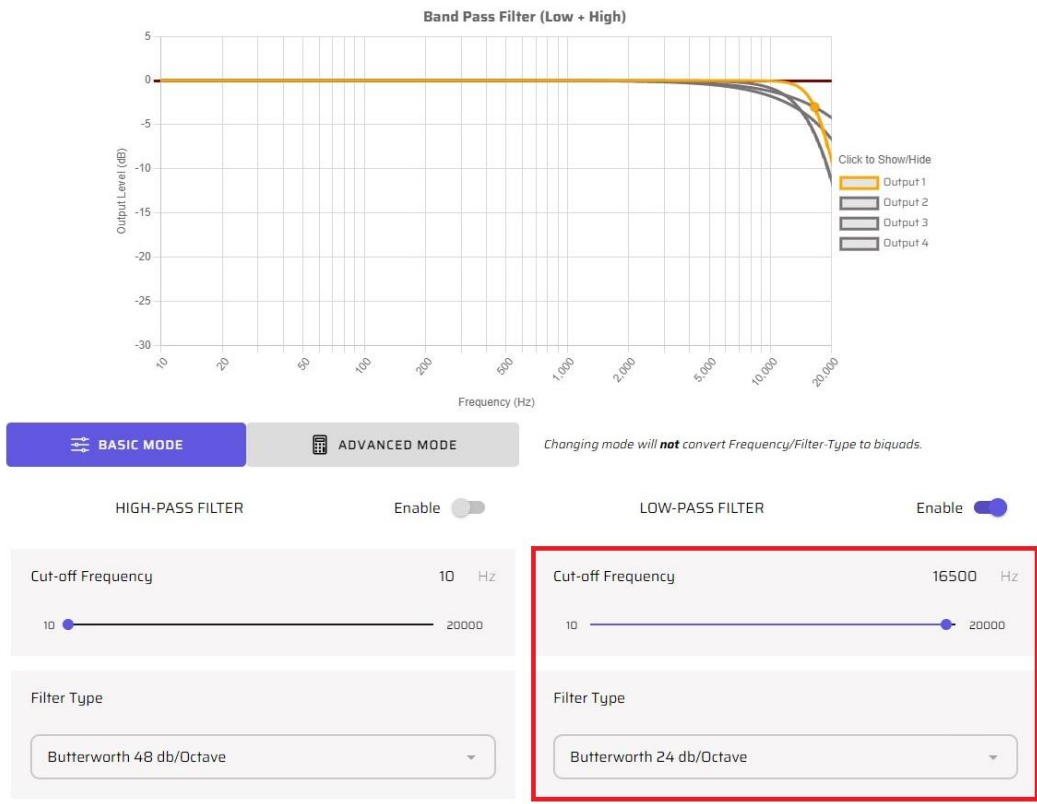 Band Pass Filter (Low + High)
5
0
-5
-10
-15
-20
-25
-30
Output Level (dB)
10
20
50
100
200
500
1,000
2,000
5,000
10,000
20,000
Frequency (Hz)
Click to Show/Hide
Output 1
Output 2
Output 3
Output 4
BASIC MODE
ADVANCED MODE
Changing mode will not convert Frequency/Filter-Type to biquads.
HIGH-PASS FILTER
Enable
LOW-PASS FILTER
Enable
Cut-off Frequency
10 Hz
10
20000
Filter Type
Butterworth 48 db/Octave
Cut-off Frequency
16500 Hz
10
20000
Filter Type
Butterworth 24 db/Octave